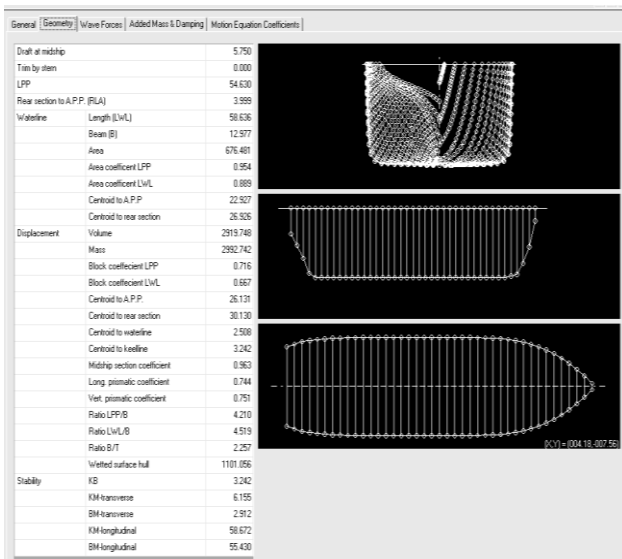 General Geometry Wave Forces Added Mass & Damping Motion Equation Coefficients
Draft at midship 5.750
Trim by stern 0.000
LPP 54.630
Rear section to A.P.P. (RLA) 3.999
Waterline Length (LWL) 58.636
Beam (B) 12.977
Area 676.481
Area coefficent LPP 0.954
Area coefficent LWL 0.889
Centroid to A.P.P 22.927
Centroid to rear section 26.926
Displacement Volume 2919.748
Mass 2992.742
Block coeffecient LPP 0.716
Block coeffecient LWL 0.667
Centroid to A.P.P. 26.131
Centroid to rear section 30.130
Centroid to waterline 2.508
Centroid to keelline 3.242
Midship section coefficient 0.963
Long. prismatic coefficient 0.744
Vert. prismatic coefficient 0.751
Ratio LPP/B 4.210
Ratio LWL/B 4.519
Ratio B/T 2.257
Wetted surface hull 1101.056
Stability KB 3.242
KM-transverse 6.155
BM-transverse 2.912
KM-longitudinal 58.672
BM-longitudinal 55.430
(X,Y) = (004.18,-007.56)